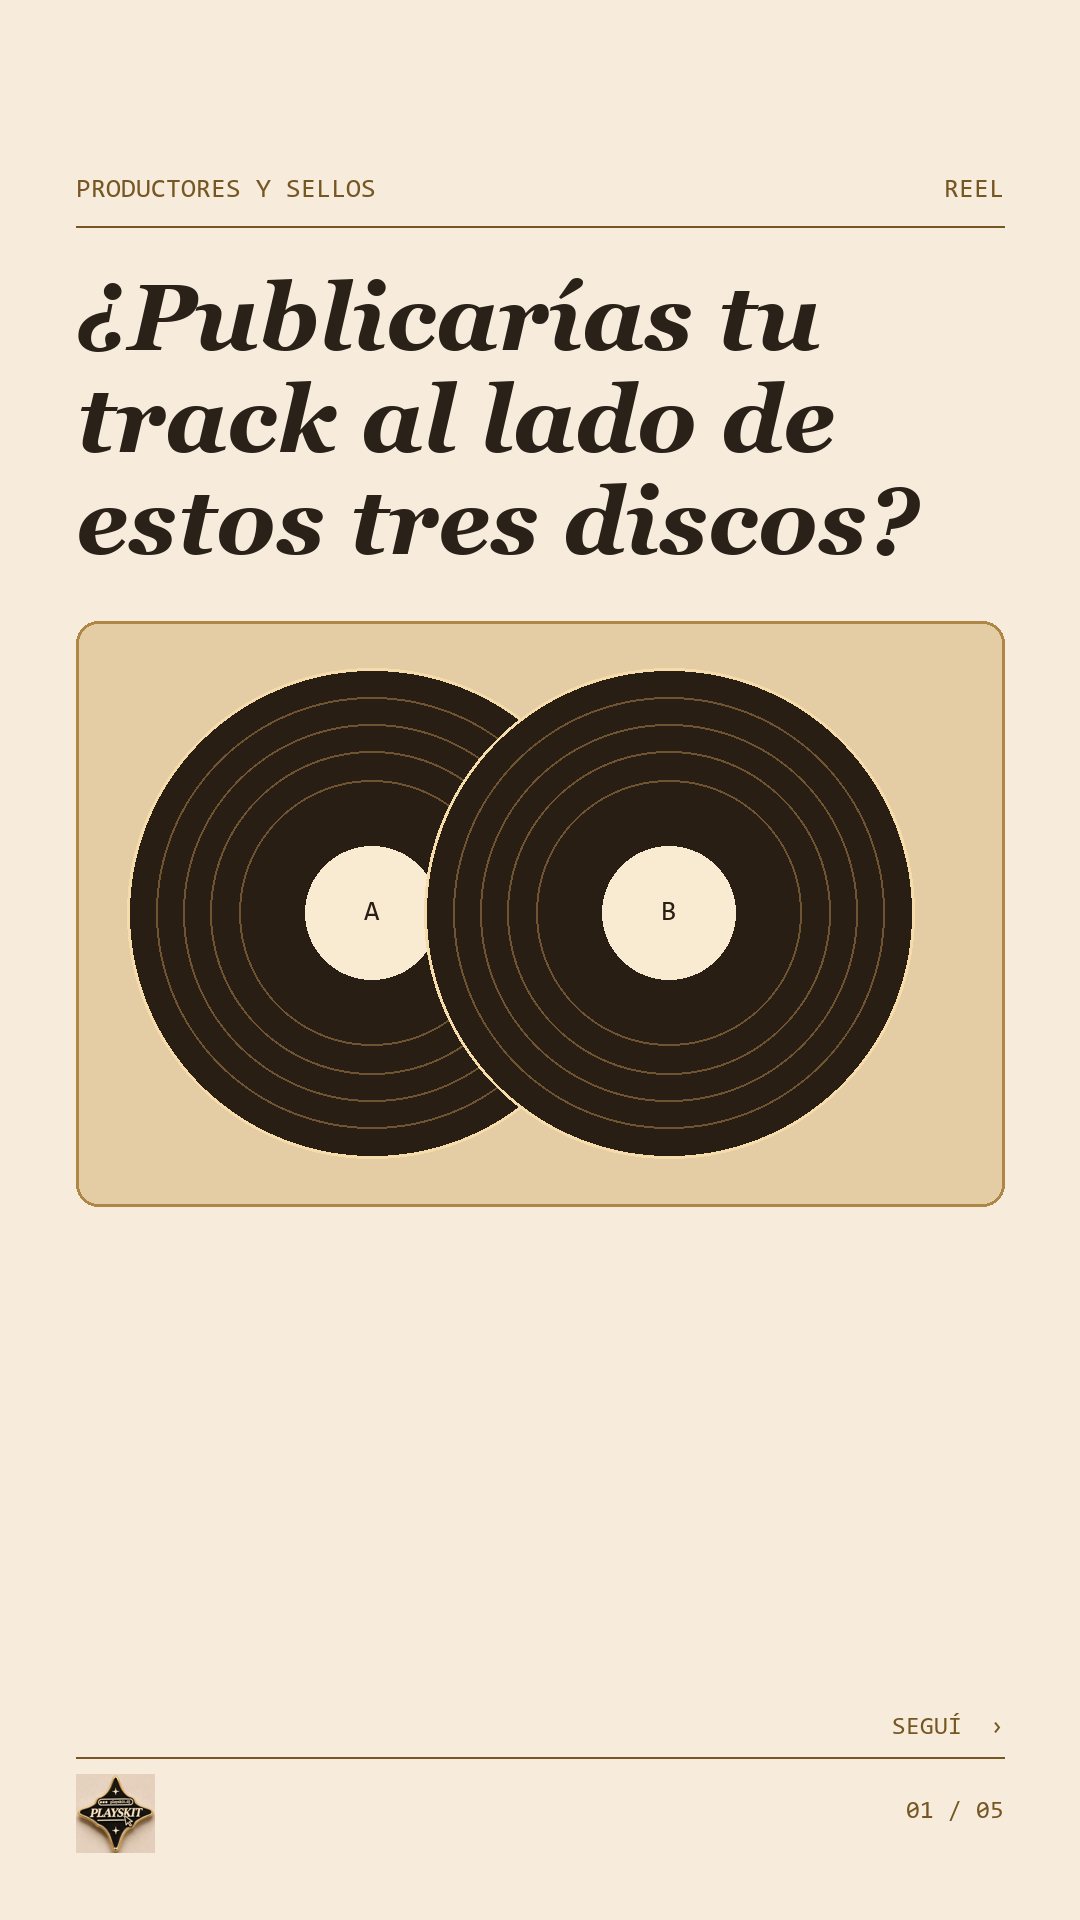 PRODUCTORES Y SELLOS
REEL
¿Publicarías tu
track al lado de
estos tres discos?
A
B
SEGUÍ ›
PLAYSKIT
01 / 05